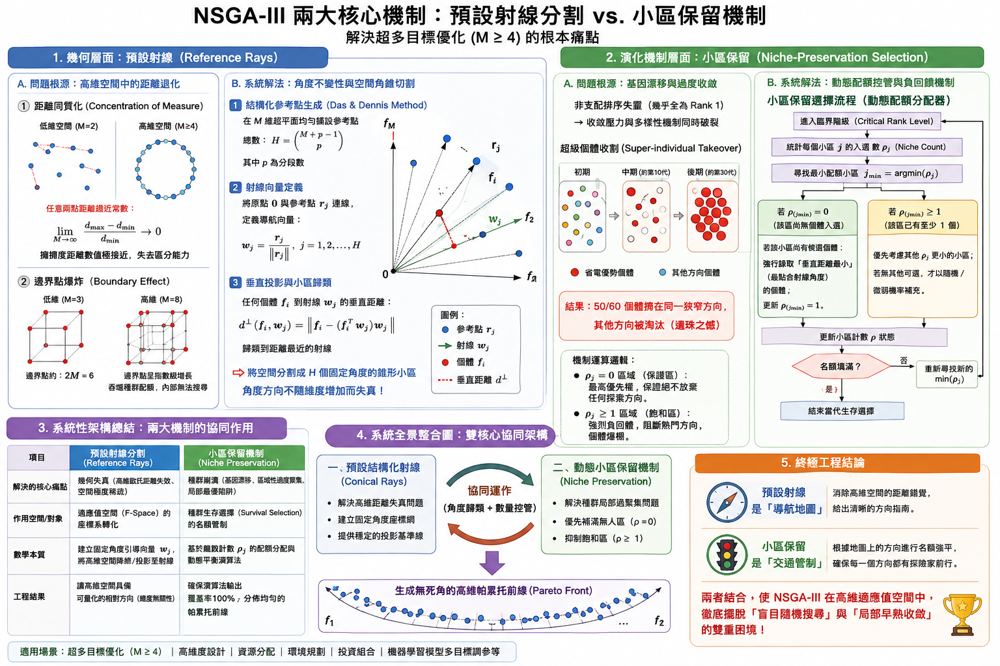 NSGA-III 兩大核心機制：預設射線分割 vs. 小區保留機制
解決超多目標優化 (M ≥ 4) 的根本痛點
1. 幾何層面：預設射線（Reference Rays）
A. 問題根源：高維空間中的距離退化
1 距離同質化 (Concentration of Measure)
低維空間 (M=2)
高維空間 (M≥4)
任意兩點距離趨近常數：
lim M→∞ (d_max − d_min) / d_min → 0
擁擠度距離數值極接近，失去區分能力
2 邊界點爆炸（Boundary Effect）
低維 (M=3)
高維 (M=8)
邊界點約：2M = 6
邊界點呈指數級增長
吞噬種群配額，內部無法搜尋
B. 系統解法：角度不變性與空間角錐切割
1 結構化參考點生成（Das & Dennis Method）
在 M 維超平面均勻鋪設參考點
總數： H = (M + p − 1 p)
其中 p 為分段數
2 射線向量定義
將原點 0 與參考點 r_j 連線，
定義導航向量：
w_j = r_j / ‖r_j‖, j = 1, 2, …, H
3 垂直投影與小區歸類
任何個體 f_i 到射線 w_j 的垂直距離：
d⊥(f_i, w_j) = ‖f_i − (f_i^T w_j)w_j‖
歸類到距離最近的射線
將空間分割成 H 個固定角度的錐形小區
角度方向不隨維度增加而失真！
f_M
r_j
f_i
w_j
f_2
0
圖例：
參考點 r_j
射線 w_j
個體 f_i
垂直距離 d⊥
2. 演化機制層面：小區保留（Niche-Preservation Selection）
A. 問題根源：基因漂移與過度收斂
非支配排序失靈（幾乎全為 Rank 1）
→ 收斂壓力與多樣性機制同時破裂
超級個體收割 (Super-individual Takeover)
初期
中期 (約第10代)
後期 (約第30代)
省電優勢個體
其他方向個體
結果：50/60 個體擠在同一狹窄方向，
其他方向被淘汰（遺珠之憾）
機制運算邏輯：
● ρ_j = 0 區域 （保護區）：
最高優先權，保證絕不放棄
任何探索方向。
● ρ_j ≥ 1 區域 （飽和區）：
強烈負回體，阻斷熱門方向，
個體爆棚。
B. 系統解法：動態配額控管與負回饋機制
小區保留選擇流程（動態配額分配器）
進入臨界階級（Critical Rank Level）
統計每個小區 j 的入選 數 ρ_j（Niche Count）
尋找最小配額小區 j_min = argmin(ρ_j)
若 ρ_(jmin) = 0
（該區尚無個體入選）
若該小區尚有候選個體；
強行錄取「垂直距離最小」
（最貼合射線角度）
的個體；
更新 ρ_(jmin) = 1。
若 ρ_(jmin) ≥ 1
（該區已有至少 1 個）
優先考慮其他 ρ_j 更小的小區；
若無其他可選，才以隨機 /
微弱機率補充。
更新小區計數 ρ 狀態
名額填滿？
否
重新尋找新的
min(ρ_j)
是
結束當代生存選擇
3. 系統性架構總結：兩大機制的協同作用
項目
預設射線分割
(Reference Rays)
小區保留機制
(Niche Preservation)
解決的核心痛點
幾何失真（高維歐氏距離失效、
空間極度稀疏）
種群崩潰（基因漂移、區域性過度聚集、
局部最優陷阱）
作用空間/對象
適應值空間（F-Space）的
座標系轉化
種群生存選擇（Survival Selection）
的名額管制
數學本質
建立固定角度引導向量 w_j，
將高維空間降維/投影至射線
計數 ρ_j 的配額分配與
動態平衡演算法
工程結果
讓高維空間具備
可量化的相對方向（維度無關性）
確保演算法輸出
覆蓋率100%，分佈均勻的
帕累托前線
4. 系統全景整合圖：雙核心協同架構
一、預設結構化射線
(Conical Rays)
• 解決高維距離失真問題
• 建立固定角度座標網
• 提供穩定的投影基準線
協同運作
(角度歸類 + 數量控管)
二、動態小區保留機制
(Niche Preservation)
• 解決種群局部過聚集問題
• 優先補滿無人區（ρ = 0）
• 抑制飽和區（ρ ≥ 1）
生成無死角的高維帕累托前線 (Pareto Front)
f_1
...
f_2
5. 終極工程結論
預設射線
是「導航地圖」
消除高維空間的距離錯覺，
給出清晰的方向指南。
小區保留
是「交通管制」
根據地圖上的方向進行名額強平，
確保每一個方向都有探險家前行。
兩者結合，使 NSGA-III 在高維適應值空間中，
徹底擺脫「盲目隨機搜尋」與「局部早熟收斂」
的雙重困境！
適用場景：超多目標優化（M ≥ 4）｜高維度設計｜資源分配｜環境規劃｜投資組合｜機器學習模型多目標調參等